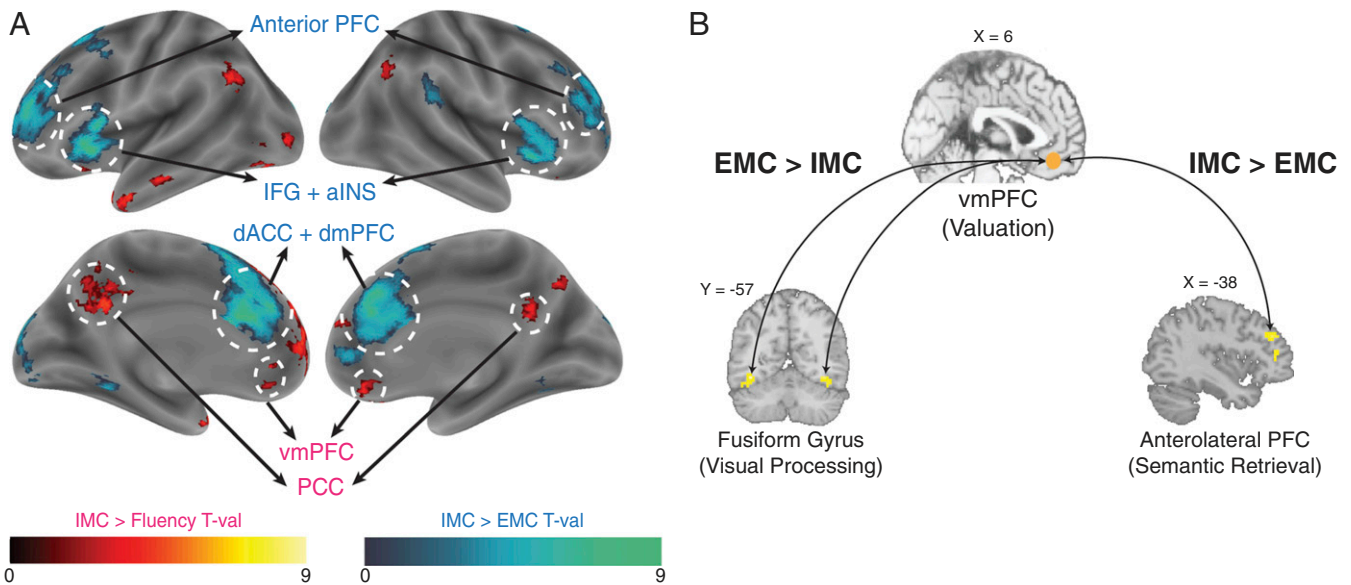 A
Anterior PFC
IFG + aINS
dACC + dmPFC
vmPFC
PCC
IMC > Fluency T-val
0
9
IMC > EMC T-val
0
9
B
X = 6
EMC > IMC
IMC > EMC
vmPFC
(Valuation)
Y = -57
X = -38
Fusiform Gyrus
(Visual Processing)
Anterolateral PFC
(Semantic Retrieval)